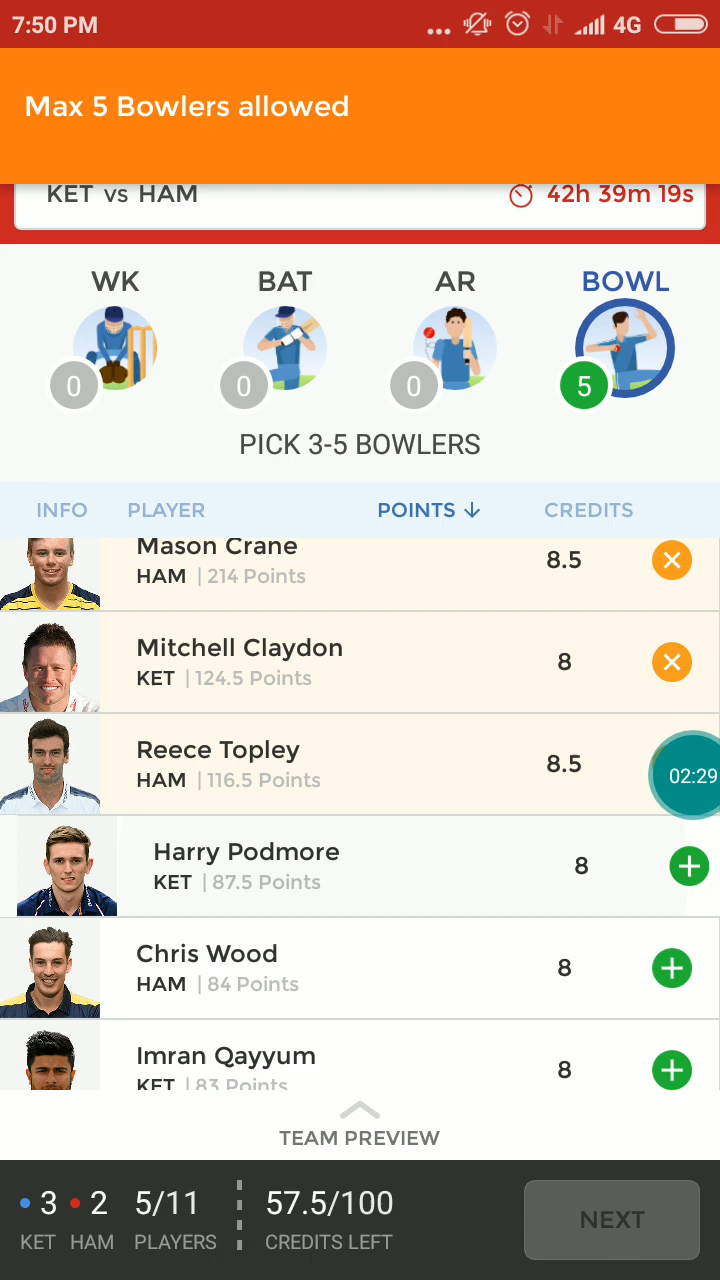 7:50 PM ... 4G
Max 5 Bowlers allowed
KET vs HAM 42h 39m 19s
WK BAT AR BOWL
0 0 0 5
PICK 3-5 BOWLERS
INFO PLAYER POINTS ↓ CREDITS
Mason Crane
HAM | 214 Points 8.5
Mitchell Claydon
KET | 124.5 Points 8
Reece Topley
HAM | 116.5 Points 8.5
02:29
Harry Podmore
KET | 87.5 Points 8
Chris Wood
HAM | 84 Points 8
Imran Qayyum
KET | 83 Points 8
TEAM PREVIEW
3 2 5/11 57.5/100
KET HAM PLAYERS CREDITS LEFT
NEXT